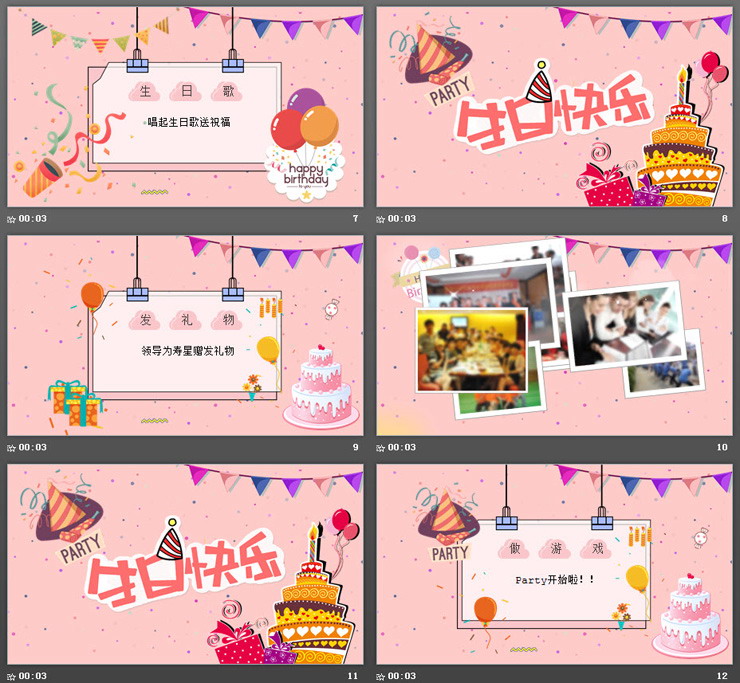 生日歌
唱起生日歌送祝福
happy
birthday
to you
00:03
7
PARTY
生日快乐
00:03
8
发礼物
领导为寿星赠发礼物
00:03
9
00:03
10
PARTY
生日快乐
00:03
11
PARTY
做游戏
Party开始啦!!
00:03
12